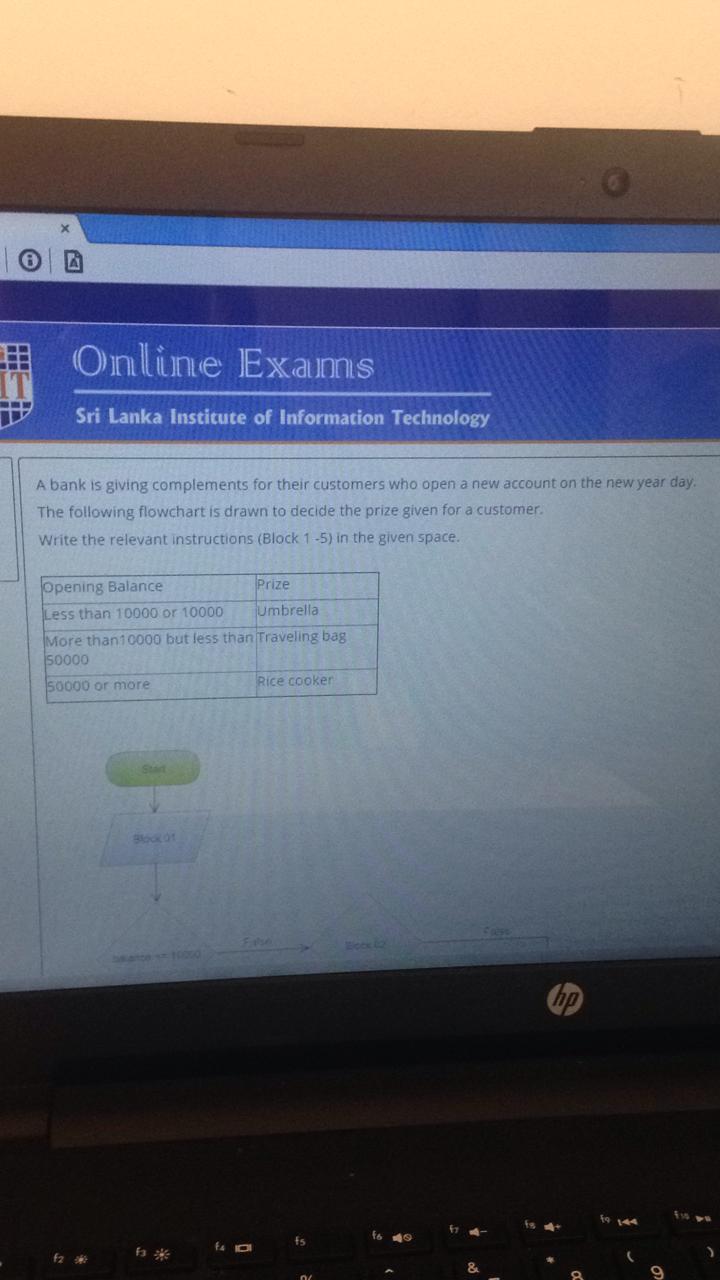 Online Exams
Sri Lanka Institute of Information Technology
A bank is giving complements for their customers who open a new account on the new year day.
The following flowchart is drawn to decide the prize given for a customer.
Write the relevant instructions (Block 1 -5) in the given space.
Opening Balance Prize
Less than 10000 or 10000 Umbrella
More than10000 but less than Traveling bag
50000
50000 or more Rice cooker
Start
Block 01
False
False
balance <= 10000
Block 02
hp
f2
f3
f4
f5
f6
f7
f8
f9
f10
%
^
&
*
8
(
9
)